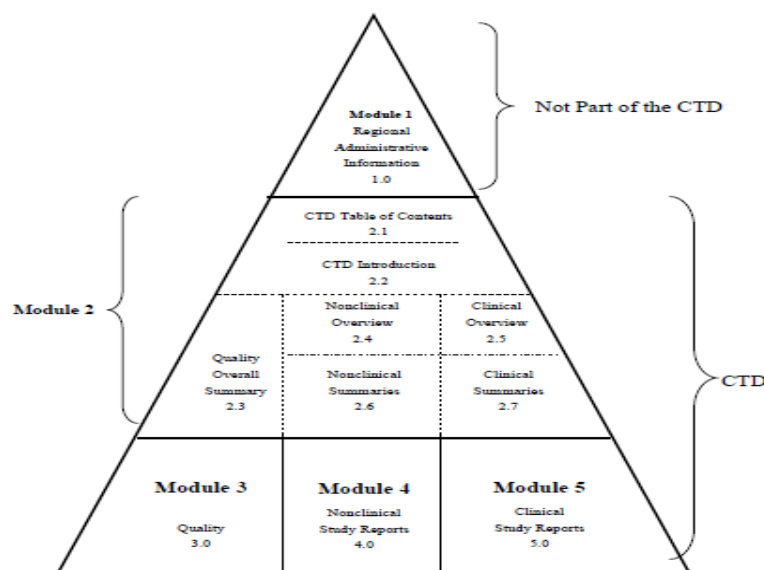 Module 1
Regional
Administrative
Information
1.0
Not Part of the CTD
CTD Table of Contents
2.1
CTD Introduction
2.2
Module 2
Nonclinical
Overview
2.4
Clinical
Overview
2.5
Quality
Overall
Summary
2.3
Nonclinical
Summaries
2.6
Clinical
Summaries
2.7
CTD
Module 3
Quality
3.0
Module 4
Nonclinical
Study Reports
4.0
Module 5
Clinical
Study Reports
5.0